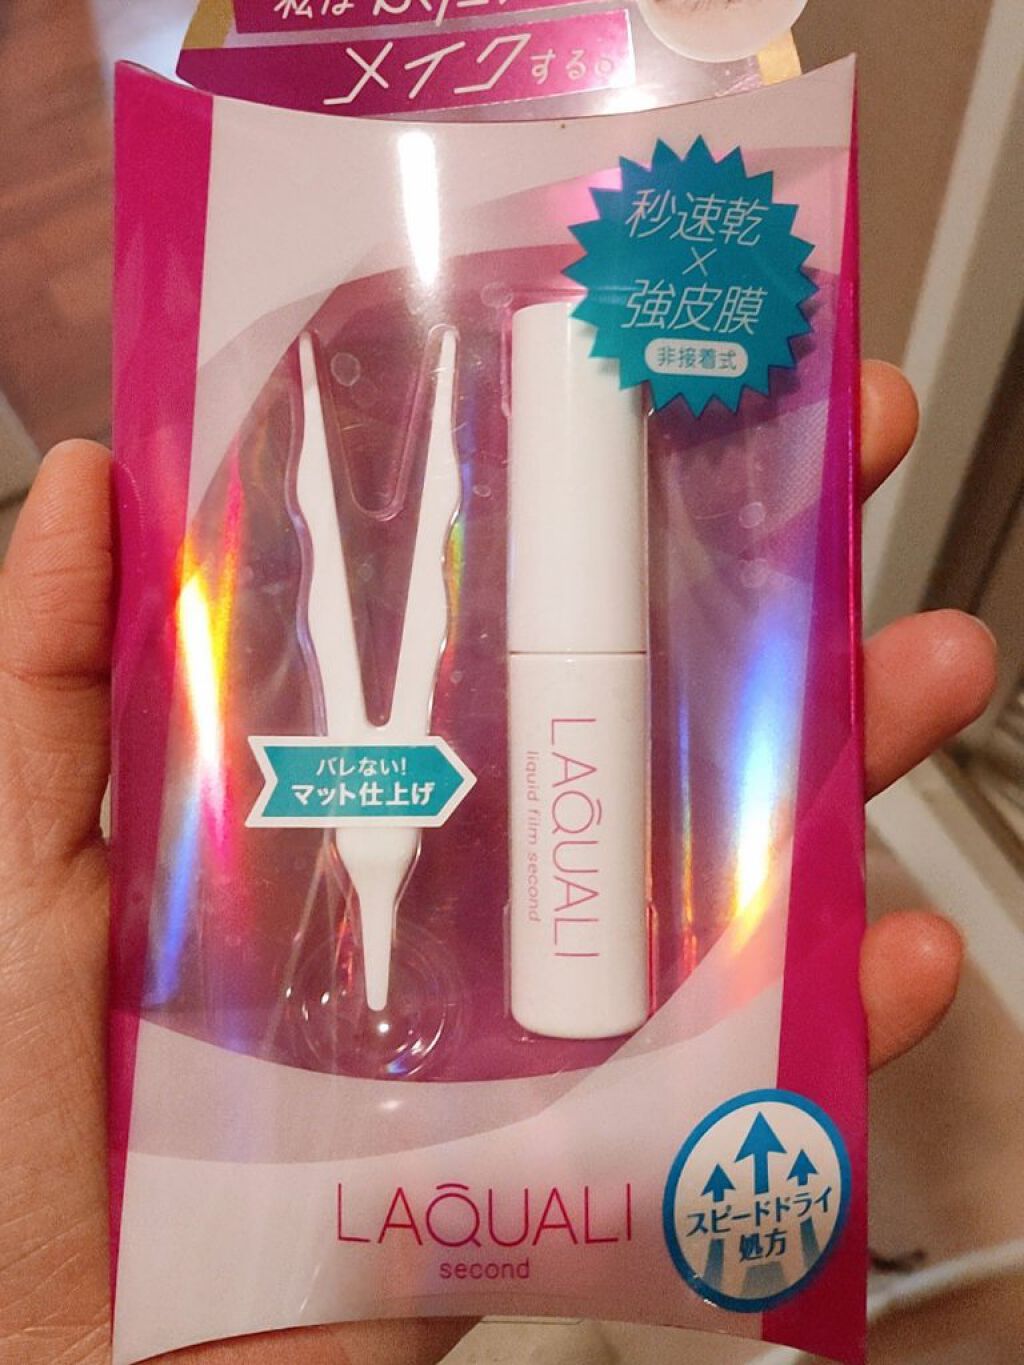 私は
メイクする。
秒速乾
×
強皮膜
非接着式
バレない!
マット仕上げ
LAQUALI
liquid film second
スピードドライ
処方
LAQUALI
second